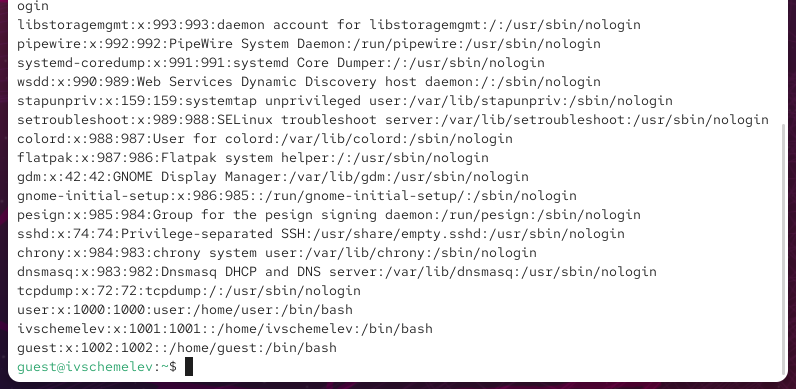 ogin
libstoragemgmt:x:993:993:daemon account for libstoragemgmt:/:/usr/sbin/nologin
pipewire:x:992:992:PipeWire System Daemon:/run/pipewire:/usr/sbin/nologin
systemd-coredump:x:991:991:systemd Core Dumper:/:/usr/sbin/nologin
wsdd:x:990:989:Web Services Dynamic Discovery host daemon:/:/sbin/nologin
stapunpriv:x:159:159:systemtap unprivileged user:/var/lib/stapunpriv:/sbin/nologin
setroubleshoot:x:989:988:SELinux troubleshoot server:/var/lib/setroubleshoot:/usr/sbin/nologin
colord:x:988:987:User for colord:/var/lib/colord:/sbin/nologin
flatpak:x:987:986:Flatpak system helper:/:/usr/sbin/nologin
gdm:x:42:42:GNOME Display Manager:/var/lib/gdm:/usr/sbin/nologin
gnome-initial-setup:x:986:985::/run/gnome-initial-setup/:/sbin/nologin
pesign:x:985:984:Group for the pesign signing daemon:/run/pesign:/sbin/nologin
sshd:x:74:74:Privilege-separated SSH:/usr/share/empty.sshd:/usr/sbin/nologin
chrony:x:984:983:chrony system user:/var/lib/chrony:/sbin/nologin
dnsmasq:x:983:982:Dnsmasq DHCP and DNS server:/var/lib/dnsmasq:/usr/sbin/nologin
tcpdump:x:72:72:tcpdump:/:/usr/sbin/nologin
user:x:1000:1000:user:/home/user:/bin/bash
ivschemelev:x:1001:1001::/home/ivschemelev:/bin/bash
guest:x:1002:1002::/home/guest:/bin/bash
guest@ivschemelev:~$